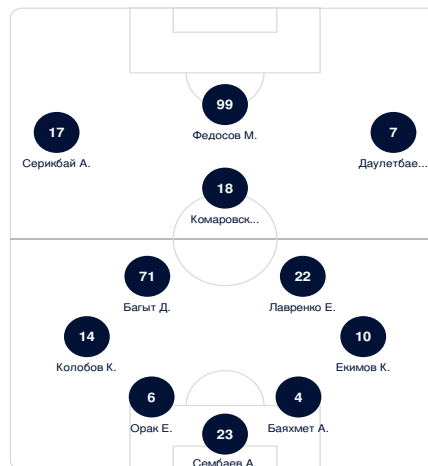 99
Федосов М.
17
Серикбай А.
7
Даулетбае...
18
Комаровск...
71
Багыт Д.
22
Лавренко Е.
14
Колобов К.
10
Екимов К.
6
Орак Е.
4
Баяхмет А.
23
Сембаев А.